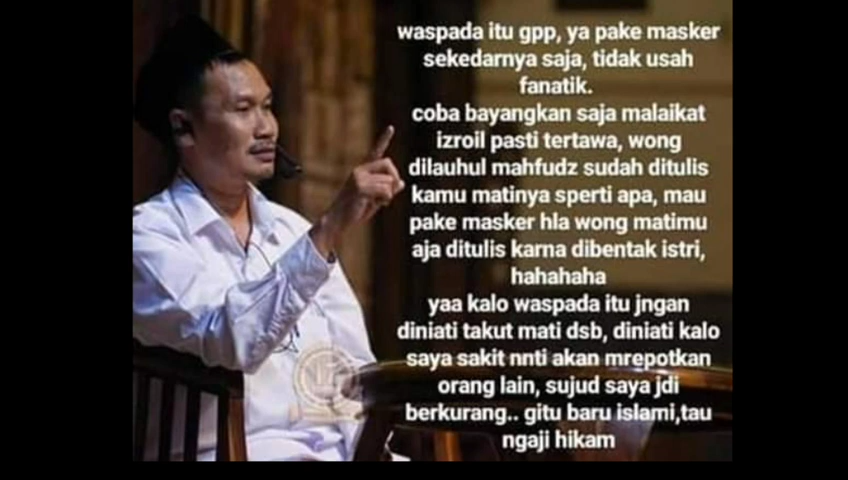 waspada itu gpp, ya pake masker
sekedarnya saja, tidak usah
fanatik.
coba bayangkan saja malaikat
izroil pasti tertawa, wong
dilauhul mahfudz sudah ditulis
kamu matinya sperti apa, mau
pake masker hla wong matimu
aja ditulis karna dibentak istri,
hahahaha
yaa kalo waspada itu jngan
diniati takut mati dsb, diniati kalo
saya sakit nnti akan mrepotkan
orang lain, sujud saya jdi
berkurang.. gitu baru islami,tau
ngaji hikam